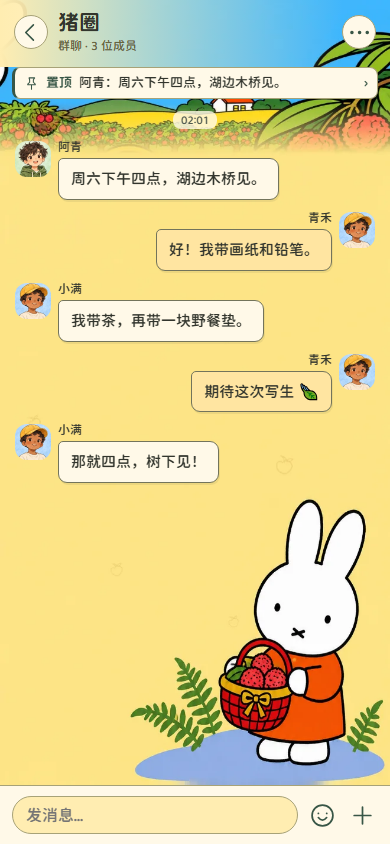 猪圈
群聊 · 3 位成员
置顶 阿青：周六下午四点，湖边木桥见。
02:01
阿青
周六下午四点，湖边木桥见。
青禾
好！我带画纸和铅笔。
小满
我带茶，再带一块野餐垫。
青禾
期待这次写生
小满
那就四点，树下见！
发消息…